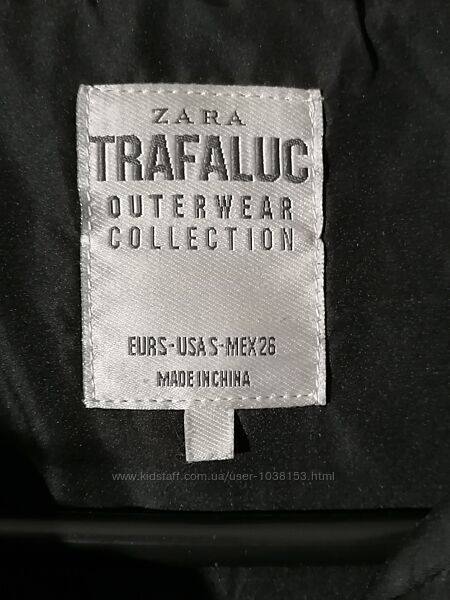 ZARA
TRAFALUC
OUTERWEAR
COLLECTION
EUR S - USA S - MEX 26
MADE IN CHINA
www.kidstaff.com.ua/user-1038153.html